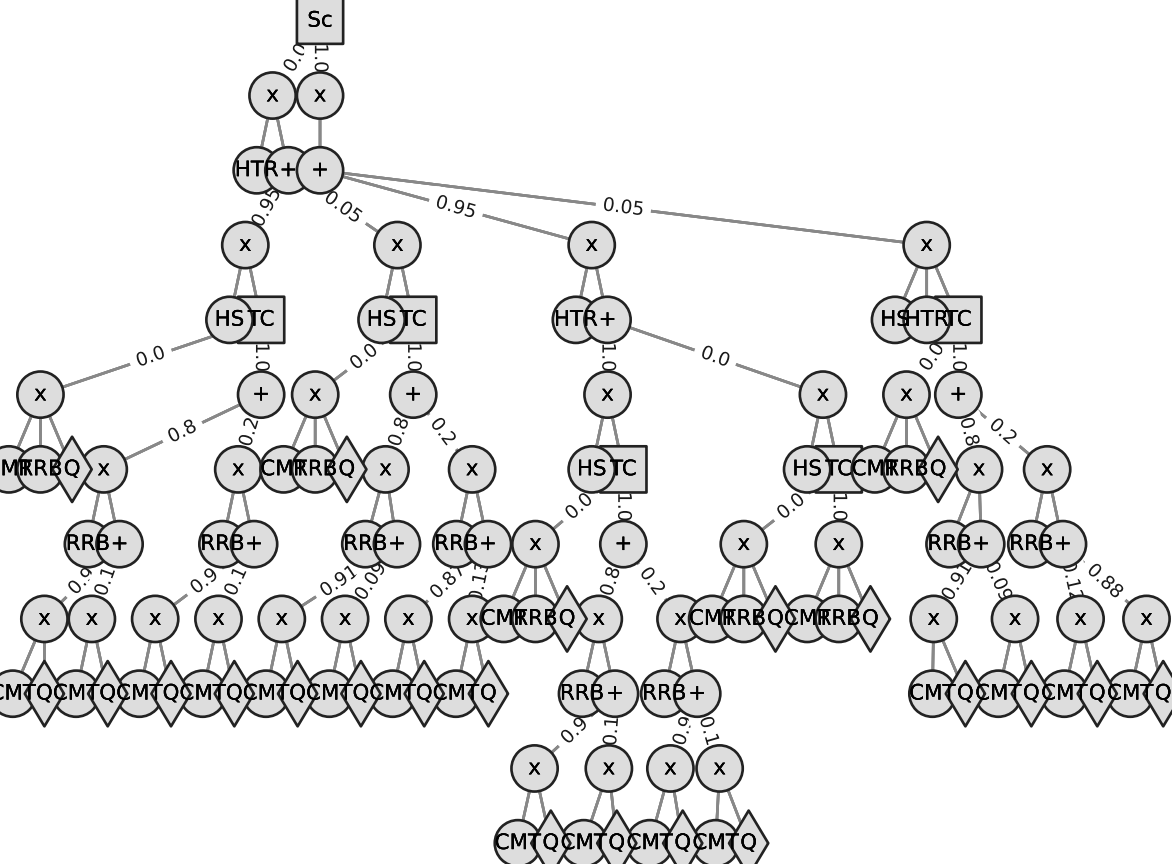 Sc
0.0 1.0
x x
HTR + +
0.95 0.05 0.95 0.05
x x x x
HS TC HS TC HTR + HS HTR TC
0.0 1.0 0.0 1.0 1.0 0.0 0.0 1.0
x + x + x x x +
0.8 0.2 0.8 0.2 0.8 0.2
RRB Q x x CMT RRB Q x x HS TC HS TC CMT RRB Q x x
0.0 1.0 0.0 1.0
RRB + RRB + RRB + RRB + x + x x RRB + RRB +
0.9 0.1 0.9 0.1 0.91 0.09 0.87 0.13 0.8 0.2 0.91 0.09 0.12 0.88
x x x x x x x x CMT RRB Q x x CMT RRB Q CMT RRB Q x x x x
CMT Q CMT Q CMT Q CMT Q CMT Q CMT Q CMT Q CMT Q RRB + RRB + CMT Q CMT Q CMT Q CMT Q
0.9 0.1 0.9 0.1
x x x x
CMT Q CMT Q CMT Q CMT Q